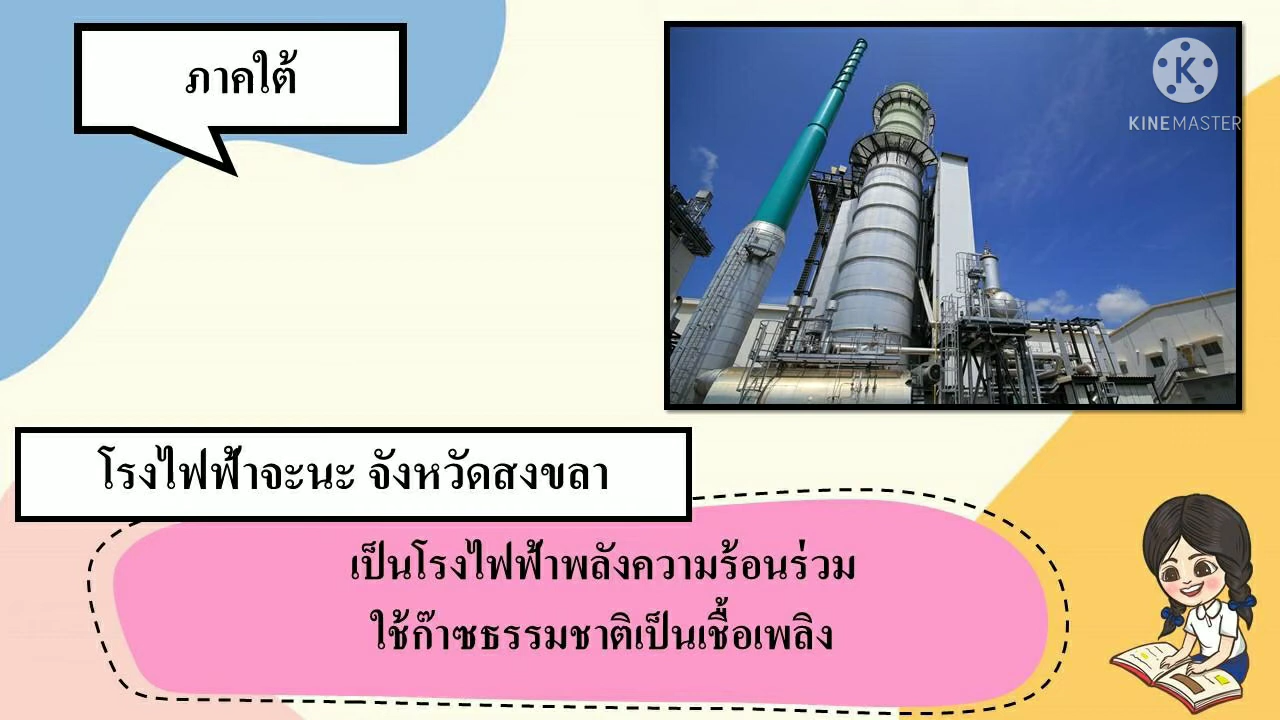 ภาคใต้
K
KINEMASTER
โรงไฟฟ้าจะนะ จังหวัดสงขลา
เป็นโรงไฟฟ้าพลังความร้อนร่วม
ใช้ก๊าซธรรมชาติเป็นเชื้อเพลิง